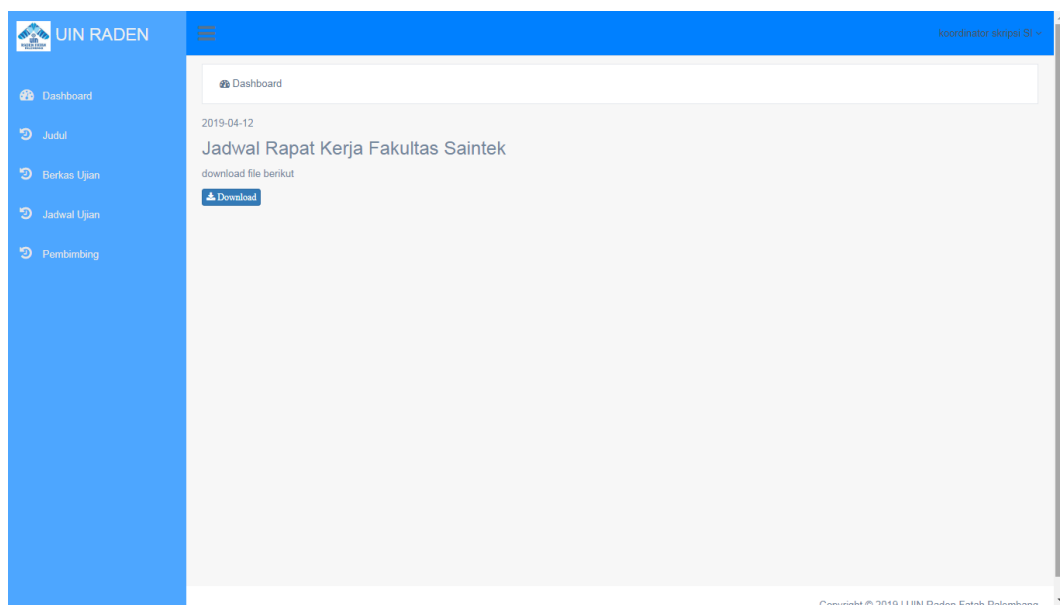 UIN RADEN
koordinator skripsi SI
Dashboard
Dashboard
Judul
Berkas Ujian
Jadwal Ujian
Pembimbing
2019-04-12
Jadwal Rapat Kerja Fakultas Saintek
download file berikut
Download
Copyright © 2019 | UIN Raden Fatah Palembang